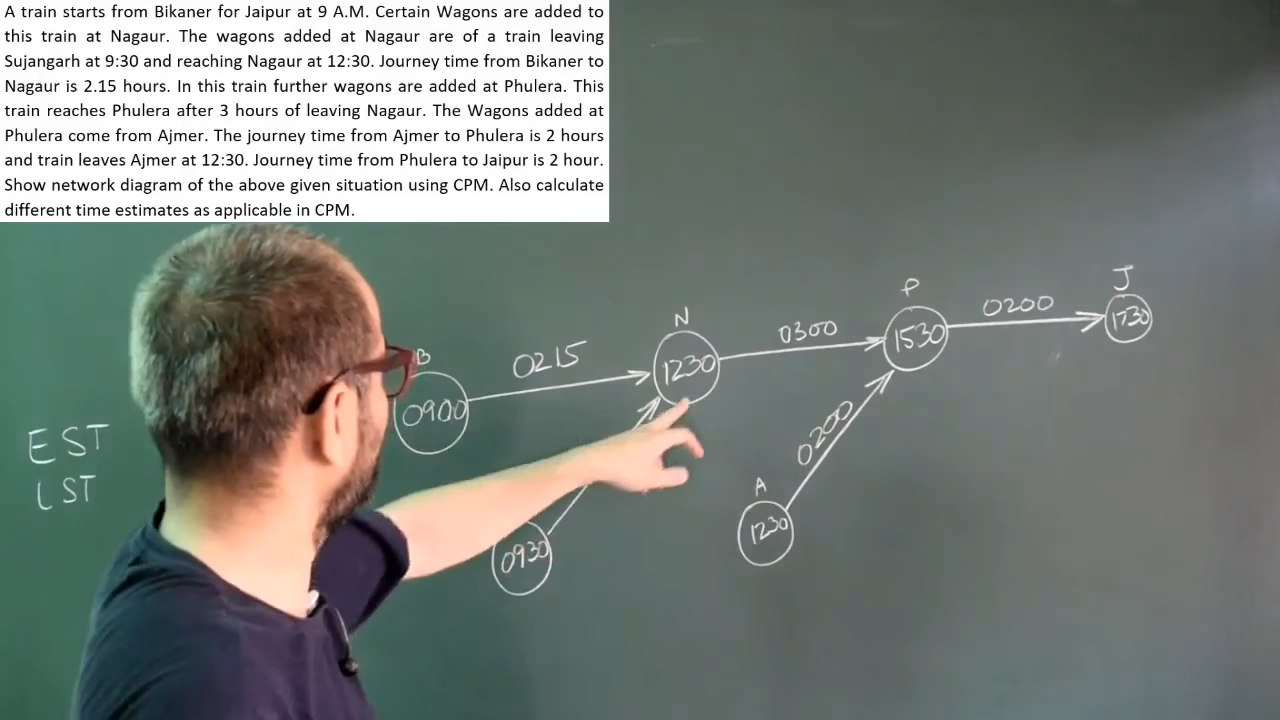 A train starts from Bikaner for Jaipur at 9 A.M. Certain Wagons are added to
this train at Nagaur. The wagons added at Nagaur are of a train leaving
Sujangarh at 9:30 and reaching Nagaur at 12:30. Journey time from Bikaner to
Nagaur is 2.15 hours. In this train further wagons are added at Phulera. This
train reaches Phulera after 3 hours of leaving Nagaur. The Wagons added at
Phulera come from Ajmer. The journey time from Ajmer to Phulera is 2 hours
and train leaves Ajmer at 12:30. Journey time from Phulera to Jaipur is 2 hour.
Show network diagram of the above given situation using CPM. Also calculate
different time estimates as applicable in CPM.
J
P
0200
N
1730
0300
1530
B
0215
1230
0900
0200
EST
LST
A
1230
0930